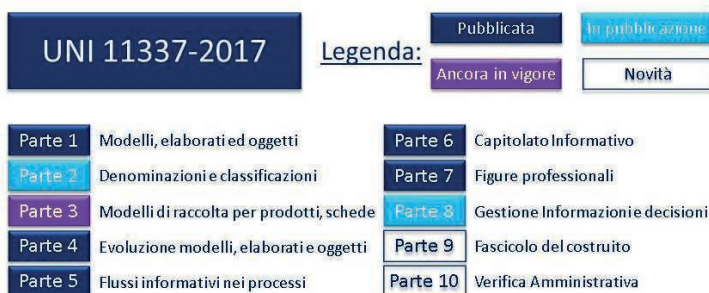 UNI 11337-2017
Legenda:
Pubblicata
In pubblicazione
Ancora in vigore
Novità
Parte 1 Modelli, elaborati ed oggetti
Parte 2 Denominazioni e classificazioni
Parte 3 Modelli di raccolta per prodotti, schede
Parte 4 Evoluzione modelli, elaborati e oggetti
Parte 5 Flussi informativi nei processi
Parte 6 Capitolato Informativo
Parte 7 Figure professionali
Parte 8 Gestione Informazioni e decisioni
Parte 9 Fascicolo del costruito
Parte 10 Verifica Amministrativa